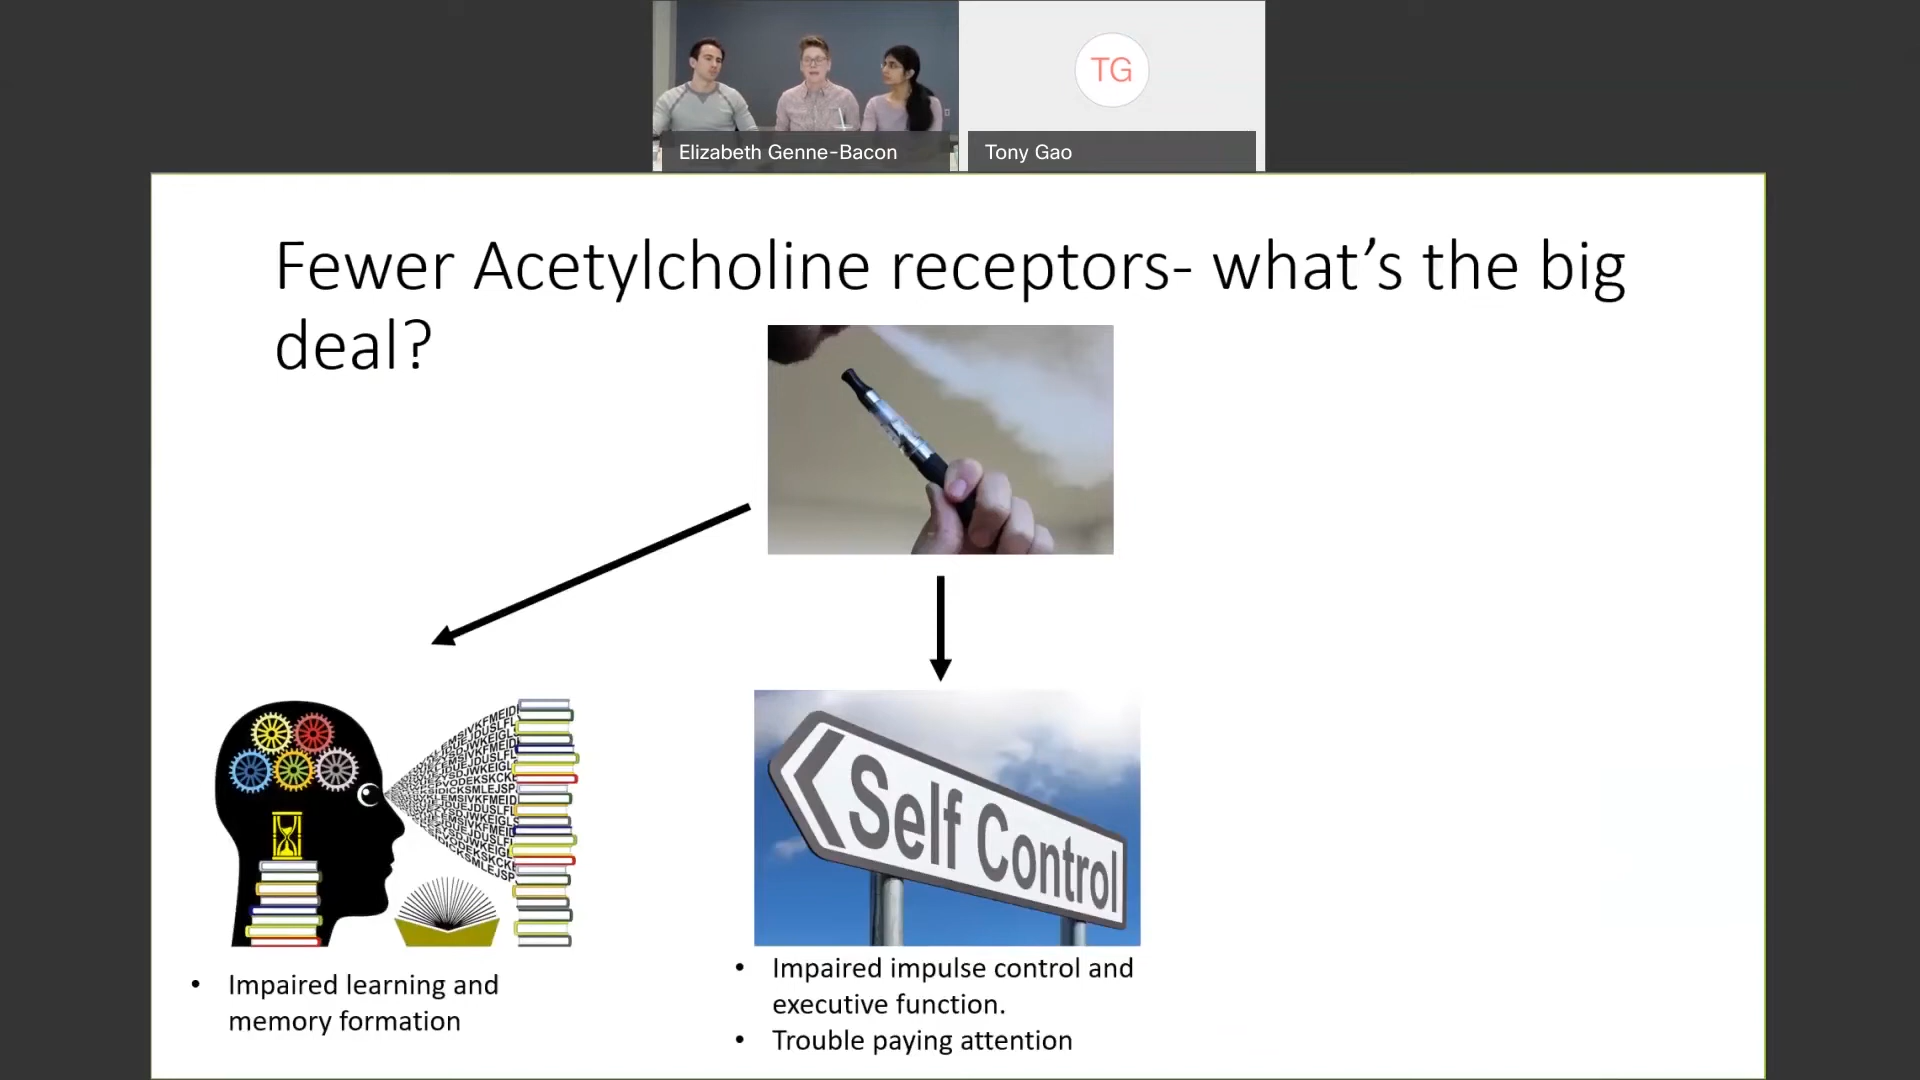 TG
Elizabeth Genne-Bacon
Tony Gao
Fewer Acetylcholine receptors- what's the big
deal?
Self Control
• Impaired learning and
memory formation
• Impaired impulse control and
executive function.
• Trouble paying attention